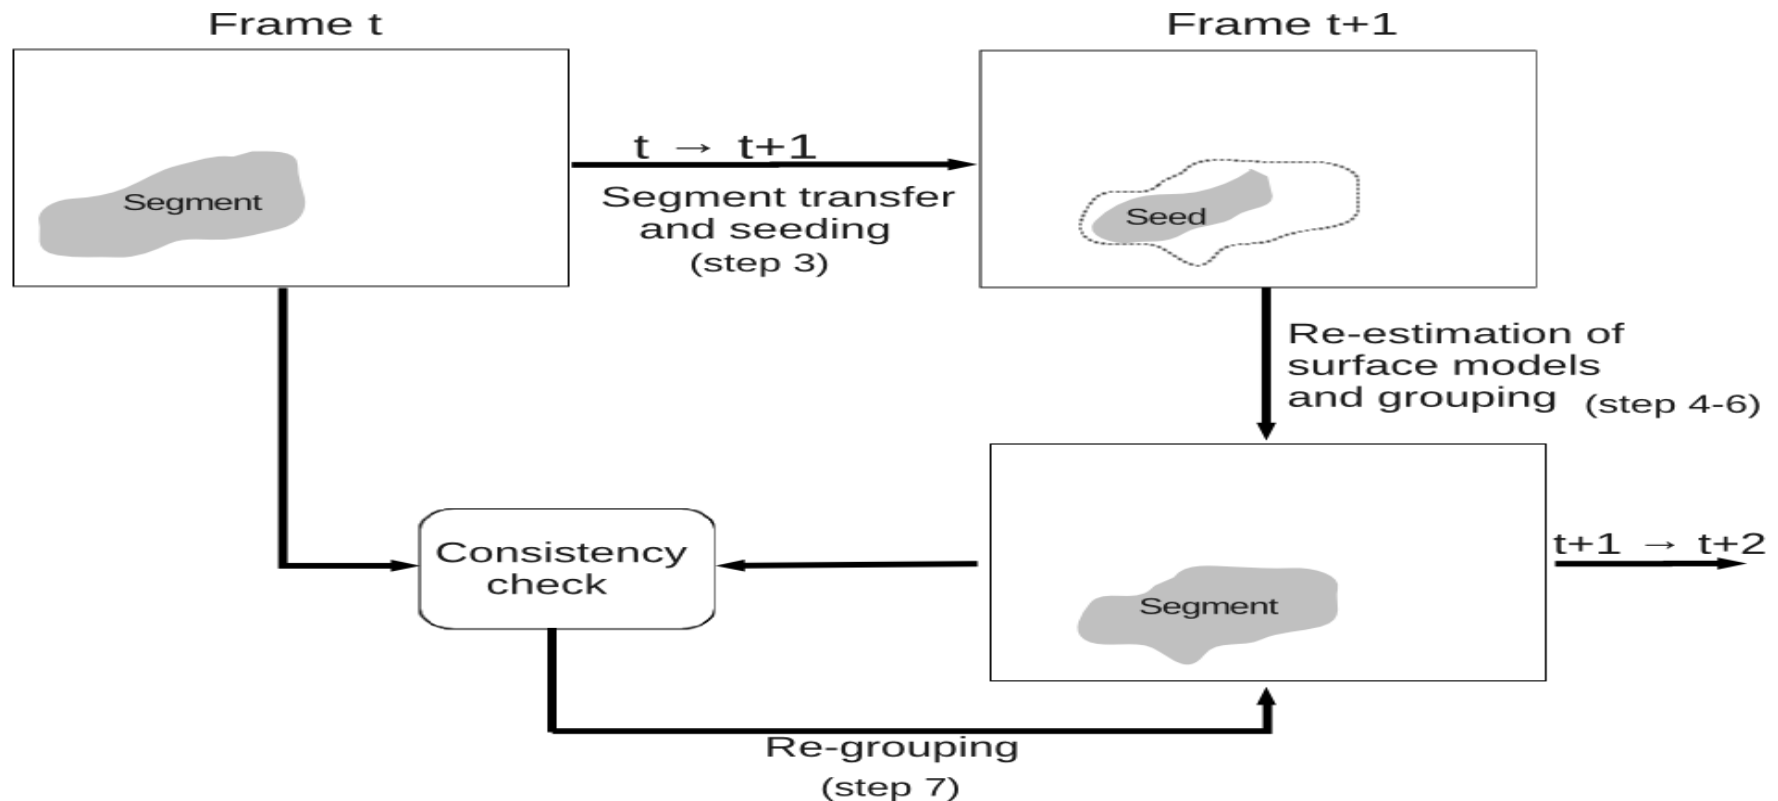 Frame t
Frame t+1
t → t+1
Segment transfer
and seeding
(step 3)
Segment
Seed
Re-estimation of
surface models
and grouping (step 4-6)
Consistency
check
t+1 → t+2
Segment
Re-grouping
(step 7)